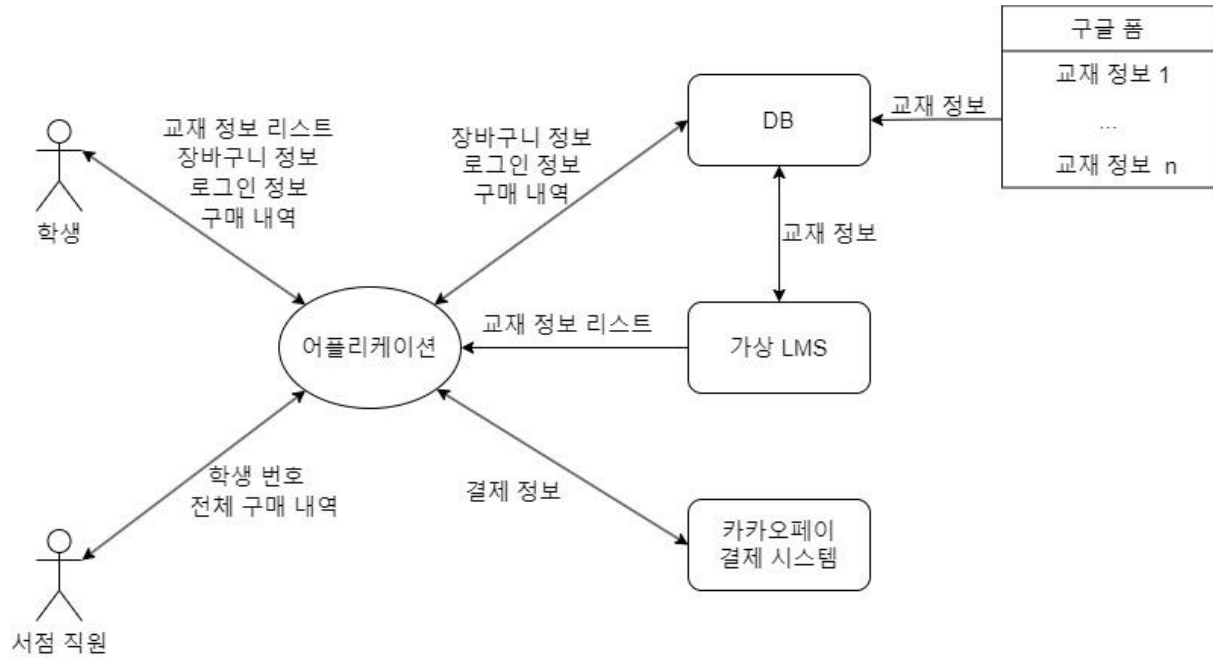 구글 폼
교재 정보 1
...
교재 정보 n
교재 정보
DB
교재 정보 리스트
장바구니 정보
로그인 정보
구매 내역
학생
장바구니 정보
로그인 정보
구매 내역
교재 정보
어플리케이션
교재 정보 리스트
가상 LMS
학생 번호
전체 구매 내역
서점 직원
결제 정보
카카오페이
결제 시스템